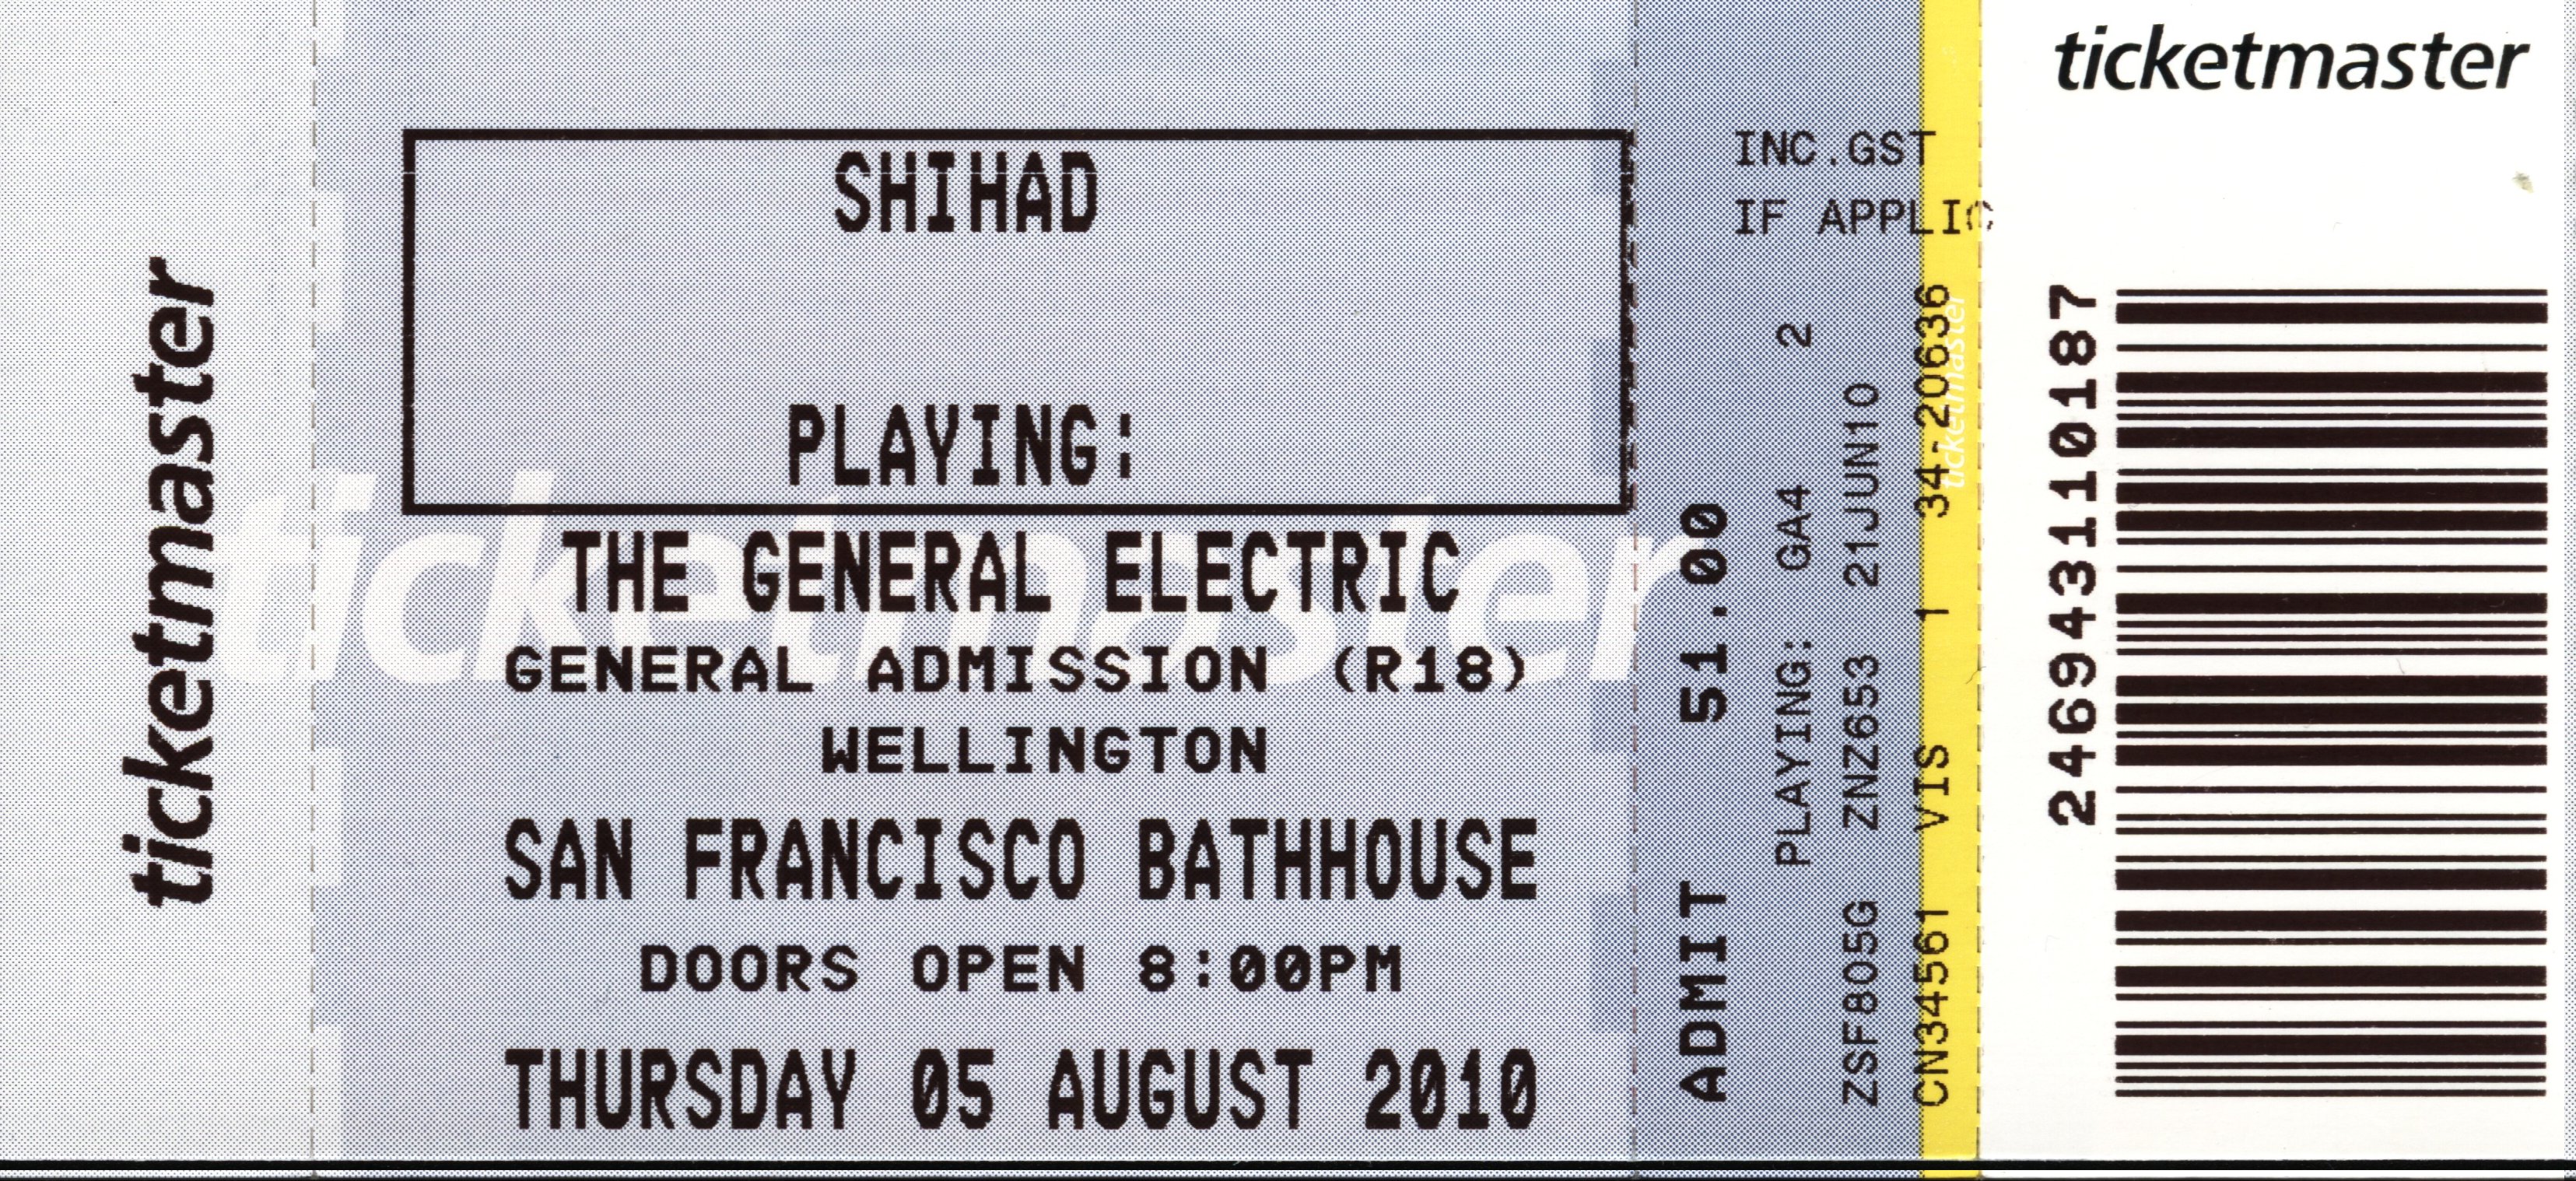 ticketmaster
SHIHAD
PLAYING:
THE GENERAL ELECTRIC
GENERAL ADMISSION (R18)
WELLINGTON
SAN FRANCISCO BATHHOUSE
DOORS OPEN 8:00PM
THURSDAY 05 AUGUST 2010
ticketmaster
INC.GST
IF APPLIC
ADMIT 51.00
PLAYING: GA4 2
ZSF805G ZNZ653 21JUN10
CN34561 VIS 1 34-20636
ticketmaster
ticketmaster
246943110187